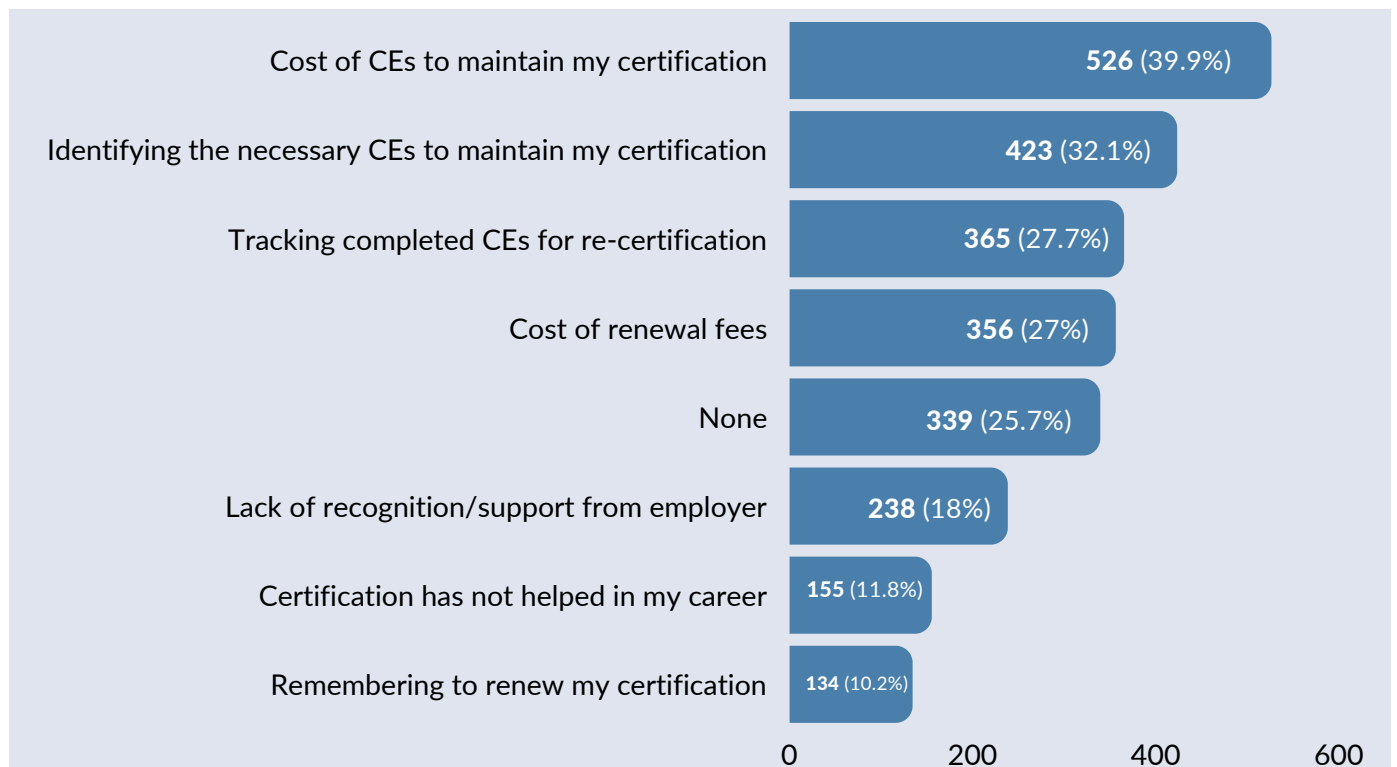 Cost of CEs to maintain my certification 526 (39.9%)
Identifying the necessary CEs to maintain my certification 423 (32.1%)
Tracking completed CEs for re-certification 365 (27.7%)
Cost of renewal fees 356 (27%)
None 339 (25.7%)
Lack of recognition/support from employer 238 (18%)
Certification has not helped in my career 155 (11.8%)
Remembering to renew my certification 134 (10.2%)
0 200 400 600